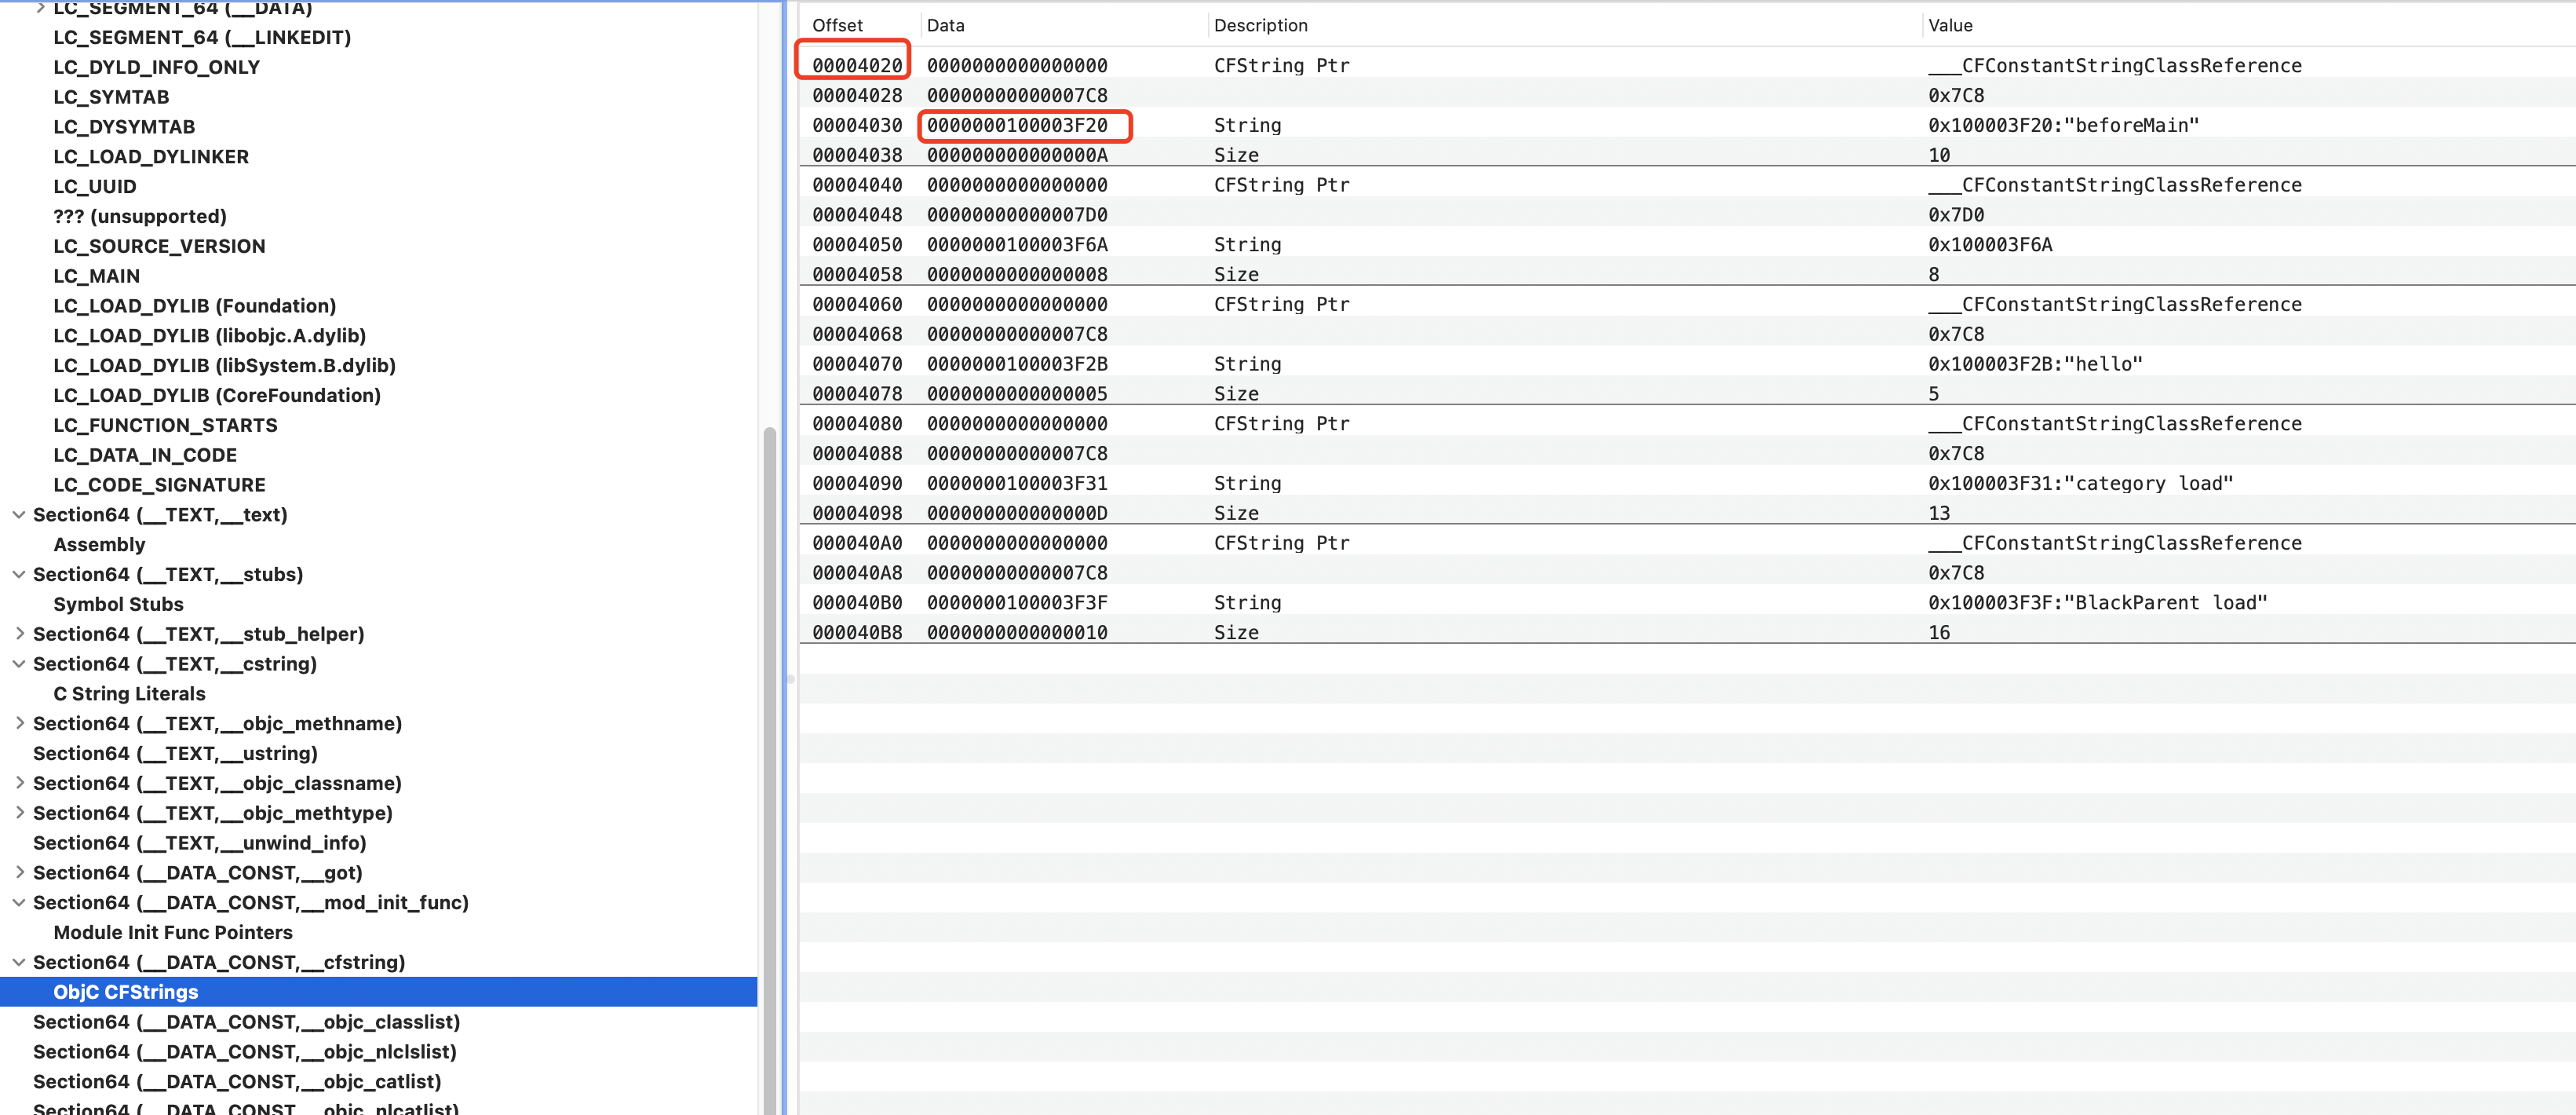 LC_SEGMENT_64 (__DATA)
LC_SEGMENT_64 (__LINKEDIT)
LC_DYLD_INFO_ONLY
LC_SYMTAB
LC_DYSYMTAB
LC_LOAD_DYLINKER
LC_UUID
??? (unsupported)
LC_SOURCE_VERSION
LC_MAIN
LC_LOAD_DYLIB (Foundation)
LC_LOAD_DYLIB (libobjc.A.dylib)
LC_LOAD_DYLIB (libSystem.B.dylib)
LC_LOAD_DYLIB (CoreFoundation)
LC_FUNCTION_STARTS
LC_DATA_IN_CODE
LC_CODE_SIGNATURE
Section64 (__TEXT,__text)
Assembly
Section64 (__TEXT,__stubs)
Symbol Stubs
Section64 (__TEXT,__stub_helper)
Section64 (__TEXT,__cstring)
C String Literals
Section64 (__TEXT,__objc_methname)
Section64 (__TEXT,__ustring)
Section64 (__TEXT,__objc_classname)
Section64 (__TEXT,__objc_methtype)
Section64 (__TEXT,__unwind_info)
Section64 (__DATA_CONST,__got)
Section64 (__DATA_CONST,__mod_init_func)
Module Init Func Pointers
Section64 (__DATA_CONST,__cfstring)
ObjC CFStrings
Section64 (__DATA_CONST,__objc_classlist)
Section64 (__DATA_CONST,__objc_nlclslist)
Section64 (__DATA_CONST,__objc_catlist)
Section64 (__DATA_CONST,__objc_nlcatlist)
Offset Data Description Value
00004020 0000000000000000 CFString Ptr ___CFConstantStringClassReference
00004028 00000000000007C8 0x7C8
00004030 0000000100003F20 String 0x100003F20:"beforeMain"
00004038 000000000000000A Size 10
00004040 0000000000000000 CFString Ptr ___CFConstantStringClassReference
00004048 00000000000007D0 0x7D0
00004050 0000000100003F6A String 0x100003F6A
00004058 0000000000000008 Size 8
00004060 0000000000000000 CFString Ptr ___CFConstantStringClassReference
00004068 00000000000007C8 0x7C8
00004070 0000000100003F2B String 0x100003F2B:"hello"
00004078 0000000000000005 Size 5
00004080 0000000000000000 CFString Ptr ___CFConstantStringClassReference
00004088 00000000000007C8 0x7C8
00004090 0000000100003F31 String 0x100003F31:"category load"
00004098 000000000000000D Size 13
000040A0 0000000000000000 CFString Ptr ___CFConstantStringClassReference
000040A8 00000000000007C8 0x7C8
000040B0 0000000100003F3F String 0x100003F3F:"BlackParent load"
000040B8 0000000000000010 Size 16